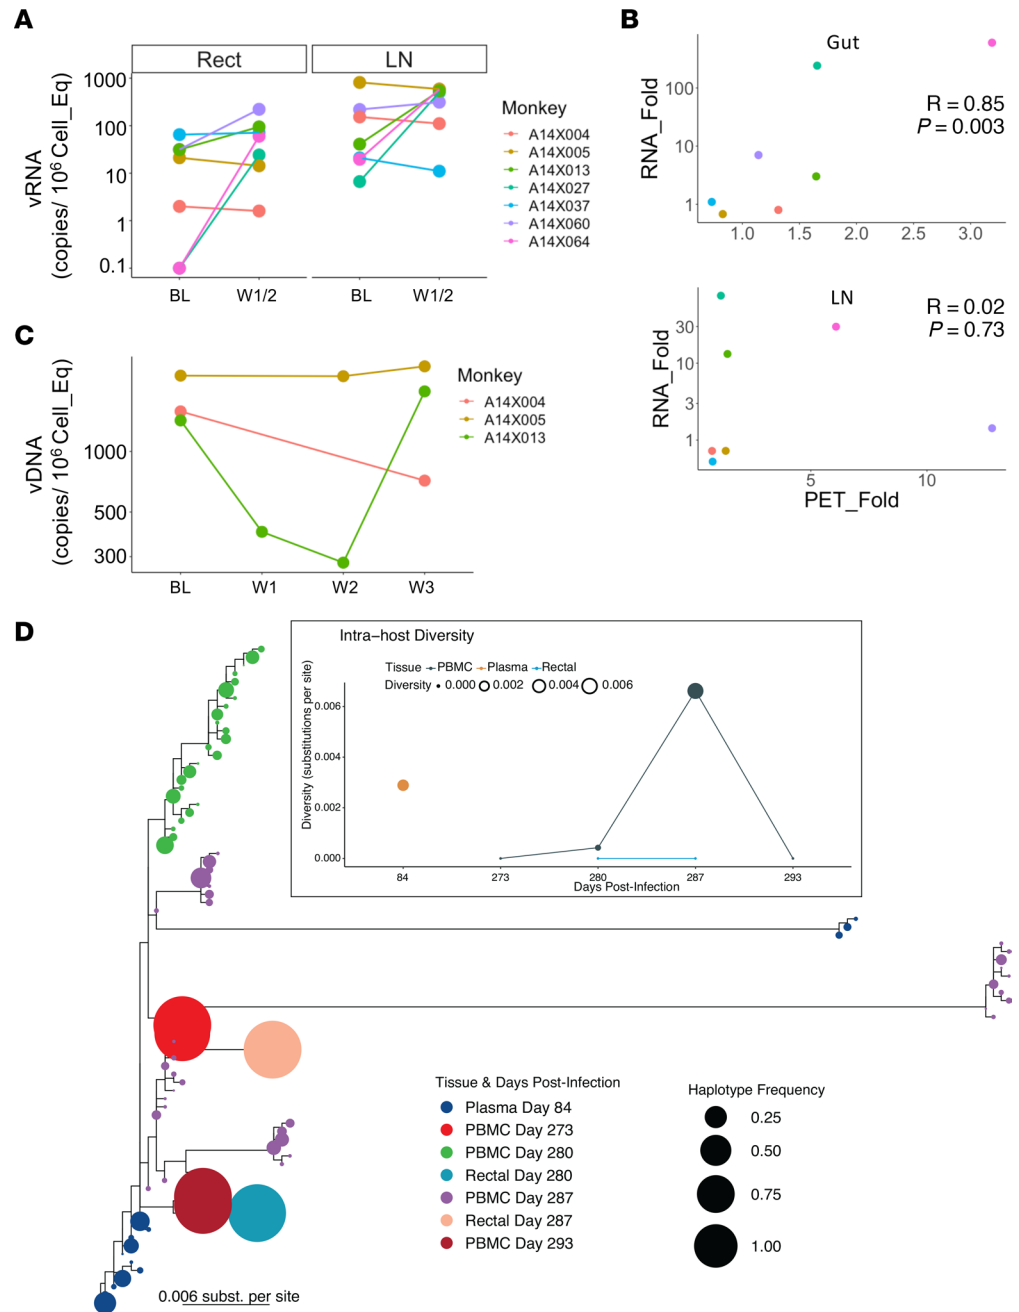 A
Rect
LN
vRNA
(copies/ 10⁶ Cell_Eq)
1000
100
10
1
0.1
BL
W1/2
BL
W1/2
Monkey
A14X004
A14X005
A14X013
A14X027
A14X037
A14X060
A14X064
B
Gut
RNA_Fold
100
10
1
R = 0.85
P = 0.003
1.0
1.5
2.0
2.5
3.0
LN
RNA_Fold
30
10
3
1
R = 0.02
P = 0.73
5
10
PET_Fold
C
vDNA
(copies/ 10⁶ Cell_Eq)
1000
500
300
BL
W1
W2
W3
Monkey
A14X004
A14X005
A14X013
D
Intra−host Diversity
Tissue PBMC Plasma Rectal
Diversity 0.000 0.002 0.004 0.006
Diversity (substitutions per site)
0.006
0.004
0.002
0.000
84
273
280
287
293
Days Post-Infection
Tissue & Days Post-Infection
Plasma Day 84
PBMC Day 273
PBMC Day 280
Rectal Day 280
PBMC Day 287
Rectal Day 287
PBMC Day 293
Haplotype Frequency
0.25
0.50
0.75
1.00
0.006 subst. per site